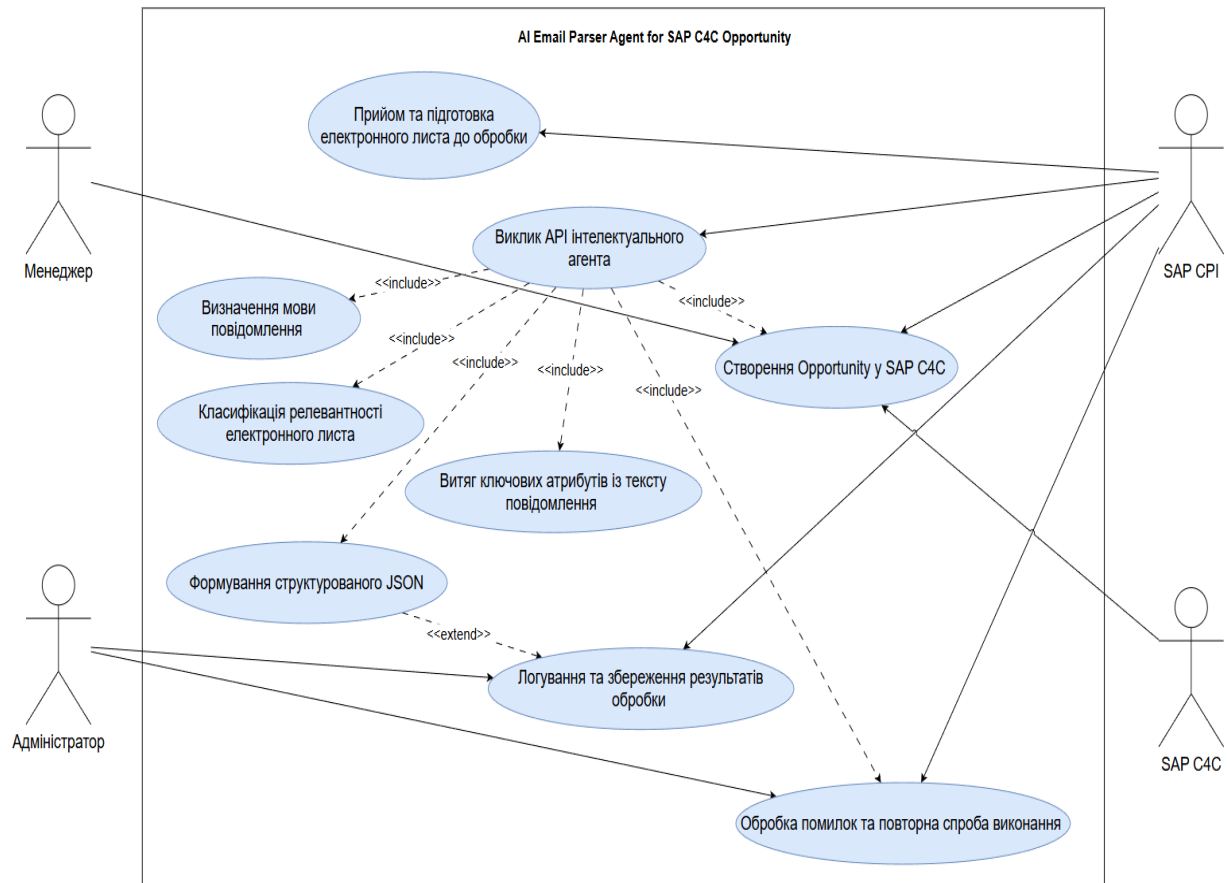 AI Email Parser Agent for SAP C4C Opportunity
Прийом та підготовка
електронного листа до обробки
Менеджер
SAP CPI
Виклик API інтелектуального
агента
<<include>>
<<include>>
Визначення мови
повідомлення
<<include>>
<<include>>
<<include>>
<<include>>
Створення Opportunity у SAP C4C
Класифікація релевантності
електронного листа
Витяг ключових атрибутів із тексту
повідомлення
Формування структурованого JSON
<<extend>>
Логування та збереження результатів
обробки
Адміністратор
SAP C4C
Обробка помилок та повторна спроба виконання